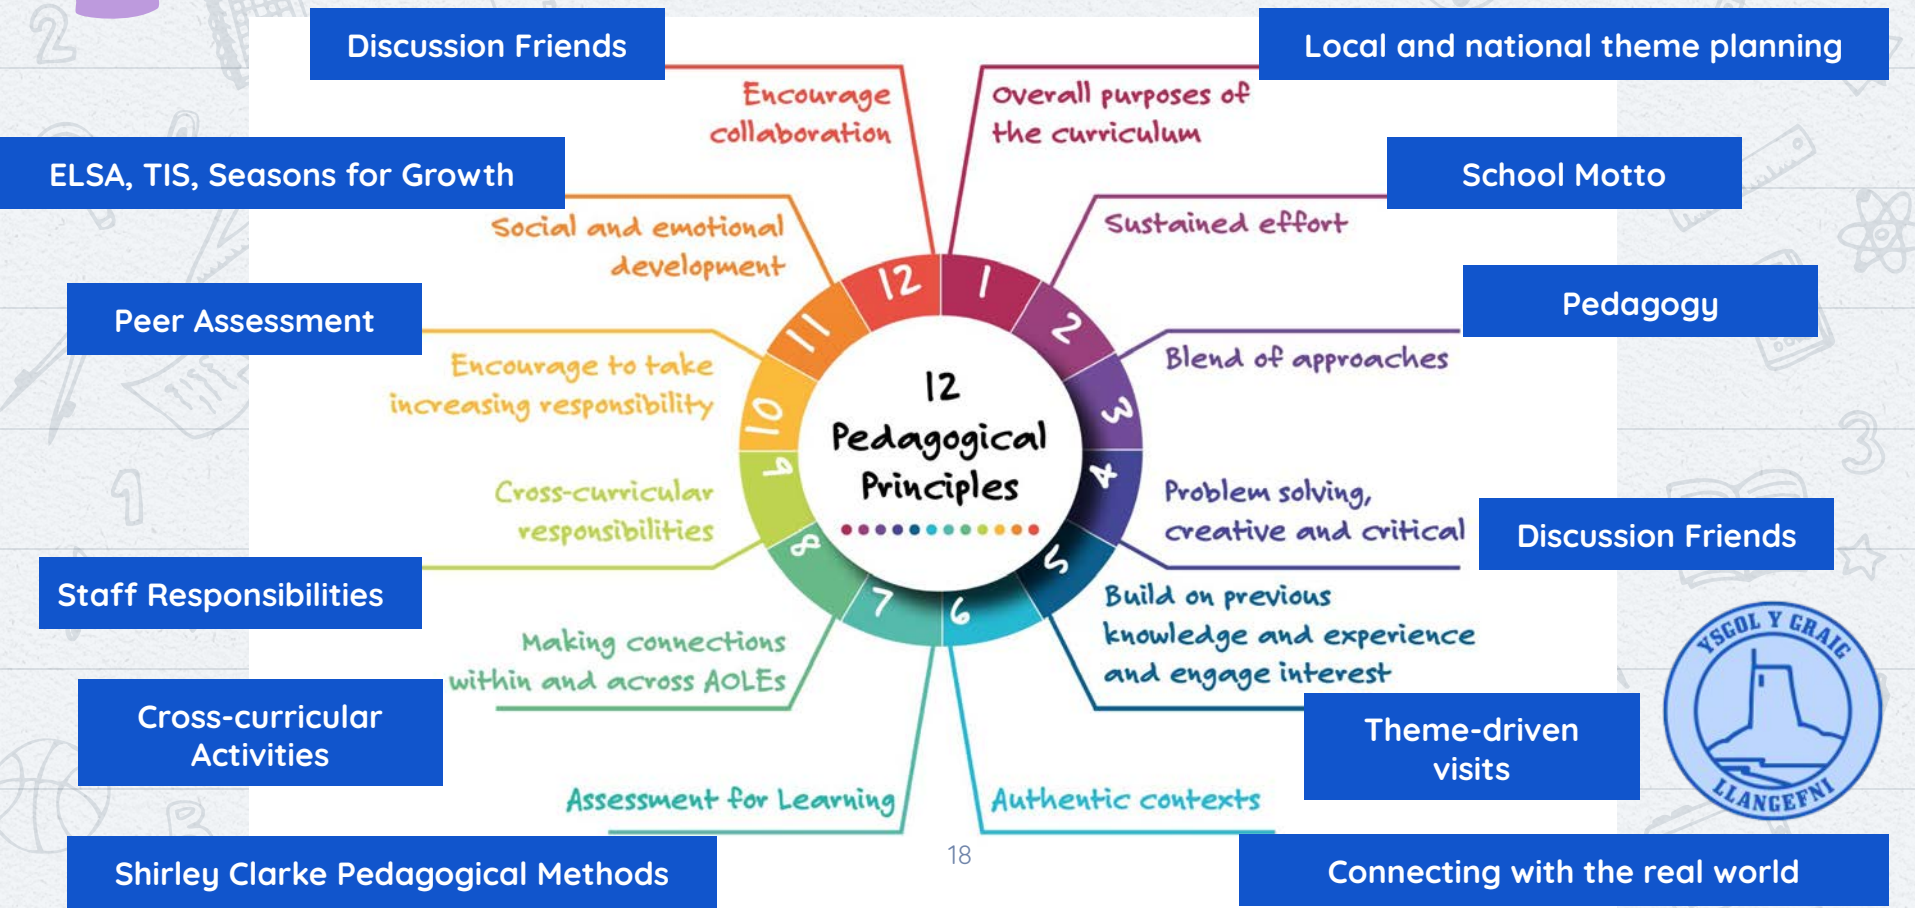 Discussion Friends
Local and national theme planning
Encourage
collaboration
Overall purposes of
the curriculum
ELSA, TIS, Seasons for Growth
School Motto
Social and emotional
development
Sustained effort
Peer Assessment
Pedagogy
Encourage to take
increasing responsibility
Blend of approaches
12
1
2
3
4
5
6
7
8
9
10
11
12
Pedagogical
Principles
Cross-curricular
responsibilities
Problem solving,
creative and critical
Discussion Friends
Staff Responsibilities
Build on previous
knowledge and experience
and engage interest
Making connections
within and across AOLEs
Cross-curricular
Activities
Theme-driven
visits
YSGOL Y GRAIG
LLANGEFNI
Assessment for Learning
Authentic contexts
Shirley Clarke Pedagogical Methods
18
Connecting with the real world
2
7
1
3
B